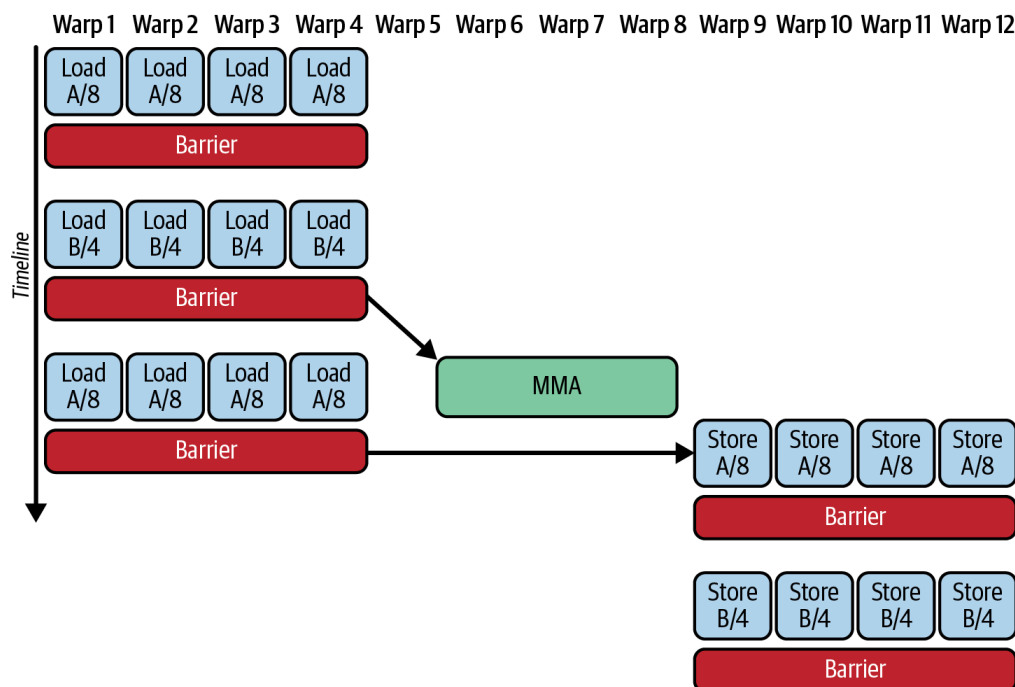 Warp 1 Warp 2 Warp 3 Warp 4 Warp 5 Warp 6 Warp 7 Warp 8 Warp 9 Warp 10 Warp 11 Warp 12
Timeline
Load Load Load Load
A/8 A/8 A/8 A/8
Barrier
Load Load Load Load
B/4 B/4 B/4 B/4
Barrier
Load Load Load Load
A/8 A/8 A/8 A/8
MMA
Barrier
Store Store Store Store
A/8 A/8 A/8 A/8
Barrier
Store Store Store Store
B/4 B/4 B/4 B/4
Barrier